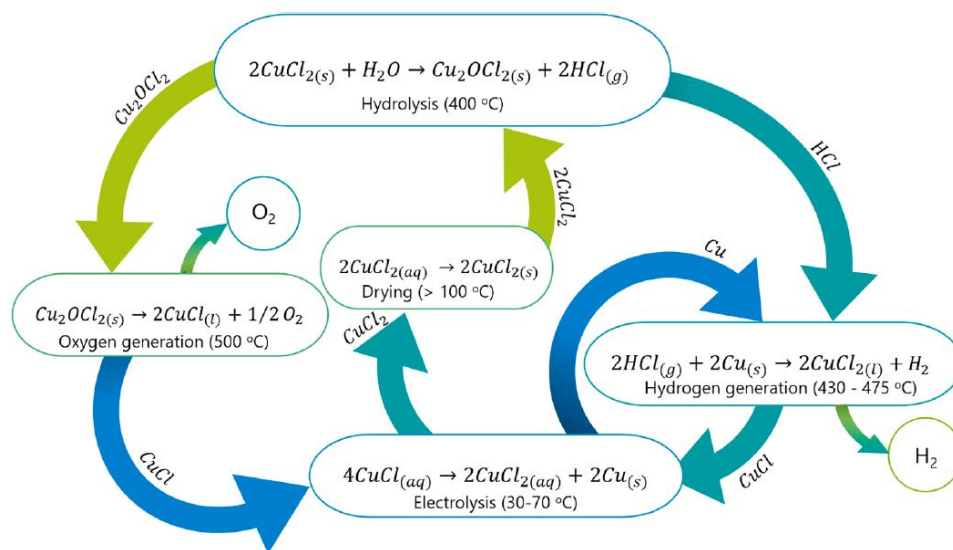 2CuCl₂₍ₛ₎ + H₂O → Cu₂OCl₂₍ₛ₎ + 2HCl₍g₎
Hydrolysis (400 °C)
Cu₂OCl₂
HCl
2CuCl₂
O₂
2CuCl₂₍aq₎ → 2CuCl₂₍ₛ₎
Drying (> 100 °C)
Cu
Cu₂OCl₂₍ₛ₎ → 2CuCl₍l₎ + 1/2 O₂
Oxygen generation (500 °C)
CuCl₂
2HCl₍g₎ + 2Cu₍ₛ₎ → 2CuCl₂₍l₎ + H₂
Hydrogen generation (430 - 475 °C)
CuCl
4CuCl₍aq₎ → 2CuCl₂₍aq₎ + 2Cu₍ₛ₎
Electrolysis (30-70 °C)
CuCl
H₂